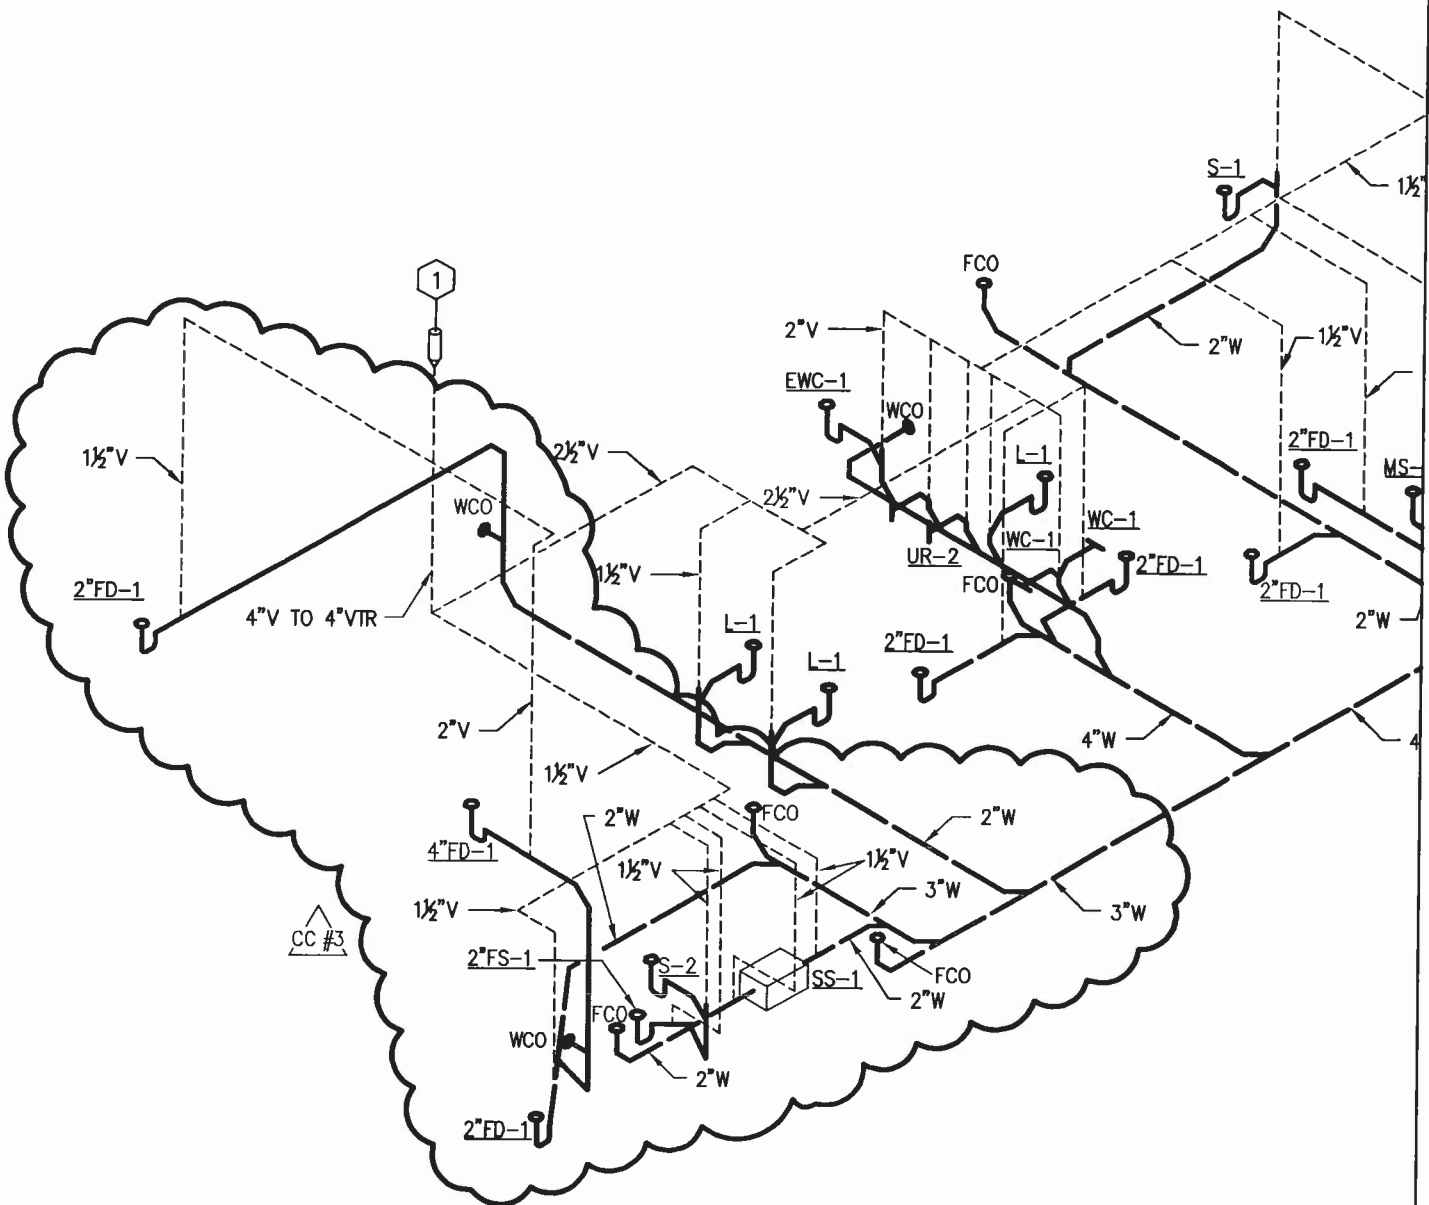 S-1
1½"
FCO
1
2"V
2"W
1½"V
EWC-1
WCO
1½"V
2½"V
2"FD-1
L-1
MS-
WCO
2½"V
WC-1
WC-1
UR-2
1½"V
FCO
2"FD-1
2"FD-1
2"FD-1
4"V TO 4"VTR
2"W
L-1
2"FD-1
L-1
2"V
4"W
4
1½"V
2"W
FCO
2"W
4"FD-1
1½"V
1½"V
3"W
1½"V
3"W
CC #3
2"FS-1
S-2
SS-1
FCO
2"W
FCO
WCO
2"W
2"FD-1